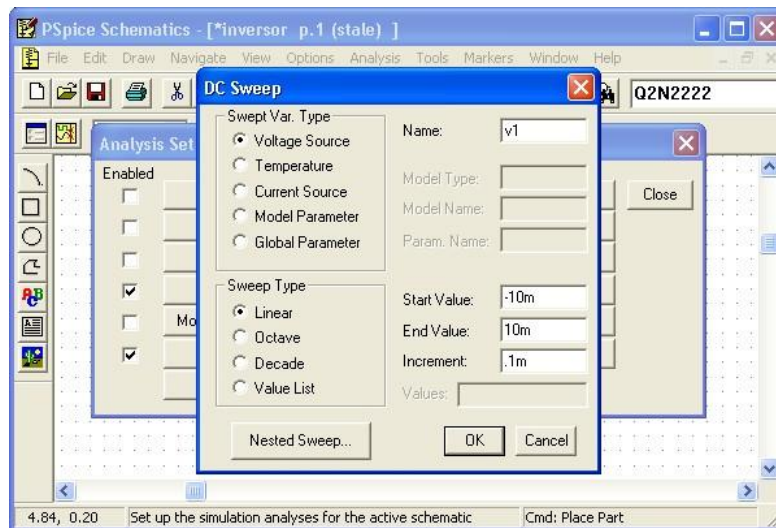 PSpice Schematics - [*inversor p.1 (stale) ]
File Edit Draw Navigate View Options Analysis Tools Markers Window Help
Q2N2222
Analysis Set
Enabled
Mo
Close
DC Sweep
Swept Var. Type
Voltage Source
Temperature
Current Source
Model Parameter
Global Parameter
Name: v1
Model Type:
Model Name:
Param. Name:
Sweep Type
Linear
Octave
Decade
Value List
Start Value: -10m
End Value: 10m
Increment: .1m
Values:
Nested Sweep... OK Cancel
ABC
4.84, 0.20 Set up the simulation analyses for the active schematic Cmd: Place Part